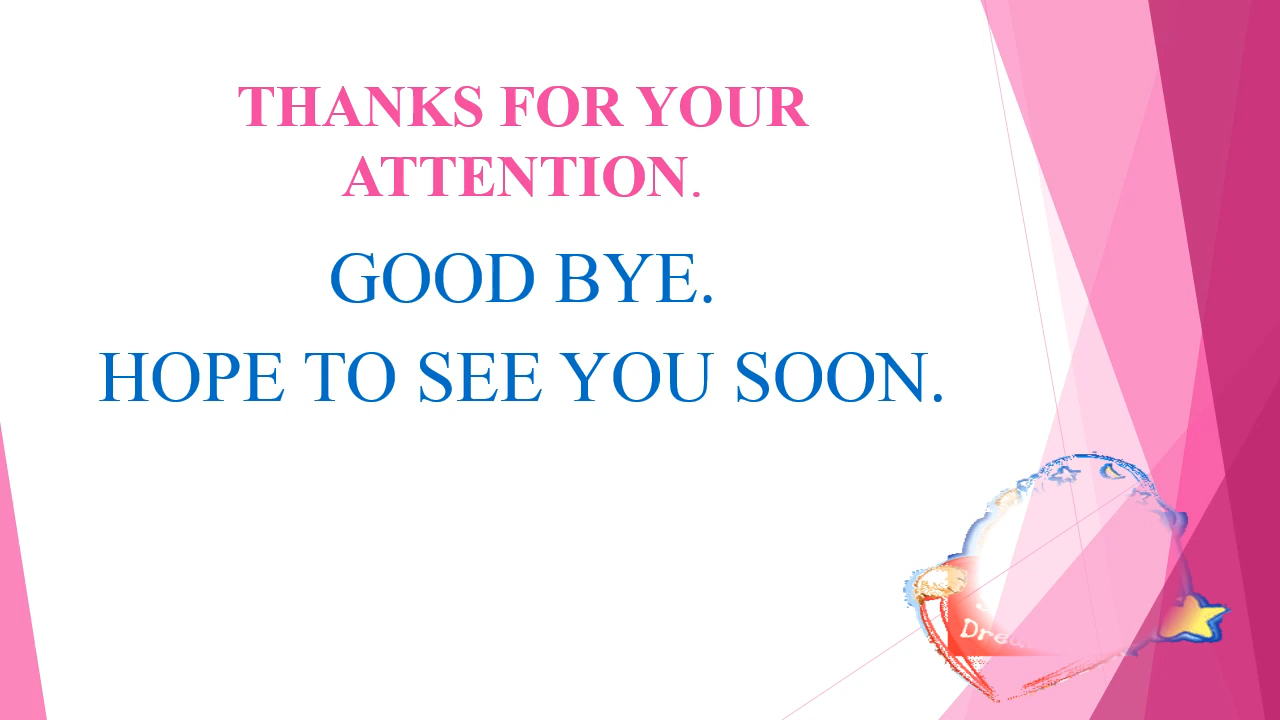 THANKS FOR YOUR
ATTENTION.
GOOD BYE.
HOPE TO SEE YOU SOON.